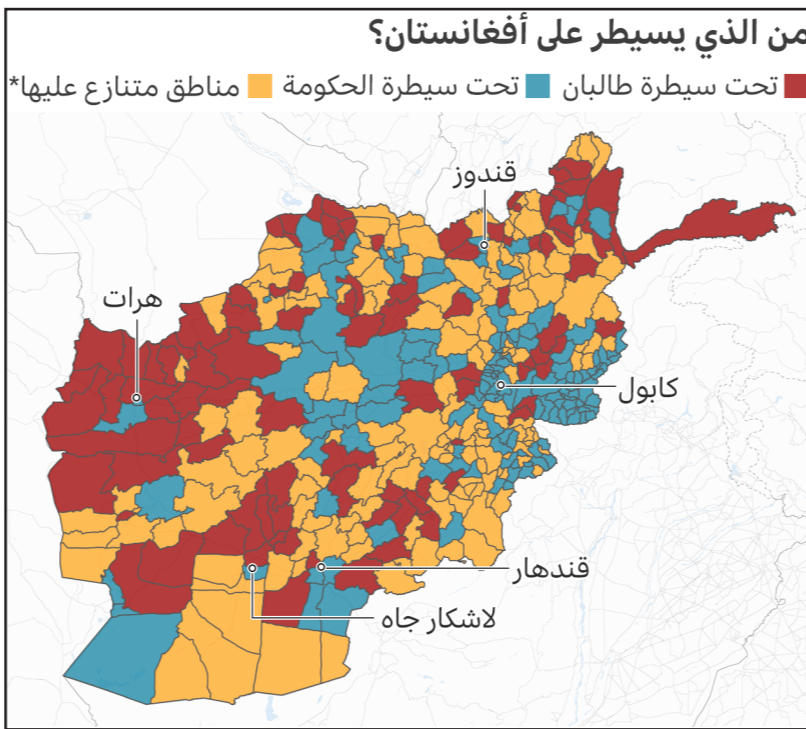 من الذي يسيطر على أفغانستان؟
تحت سيطرة طالبان تحت سيطرة الحكومة مناطق متنازع عليها*
قندوز
هرات
كابول
قندهار
لاشكار جاه